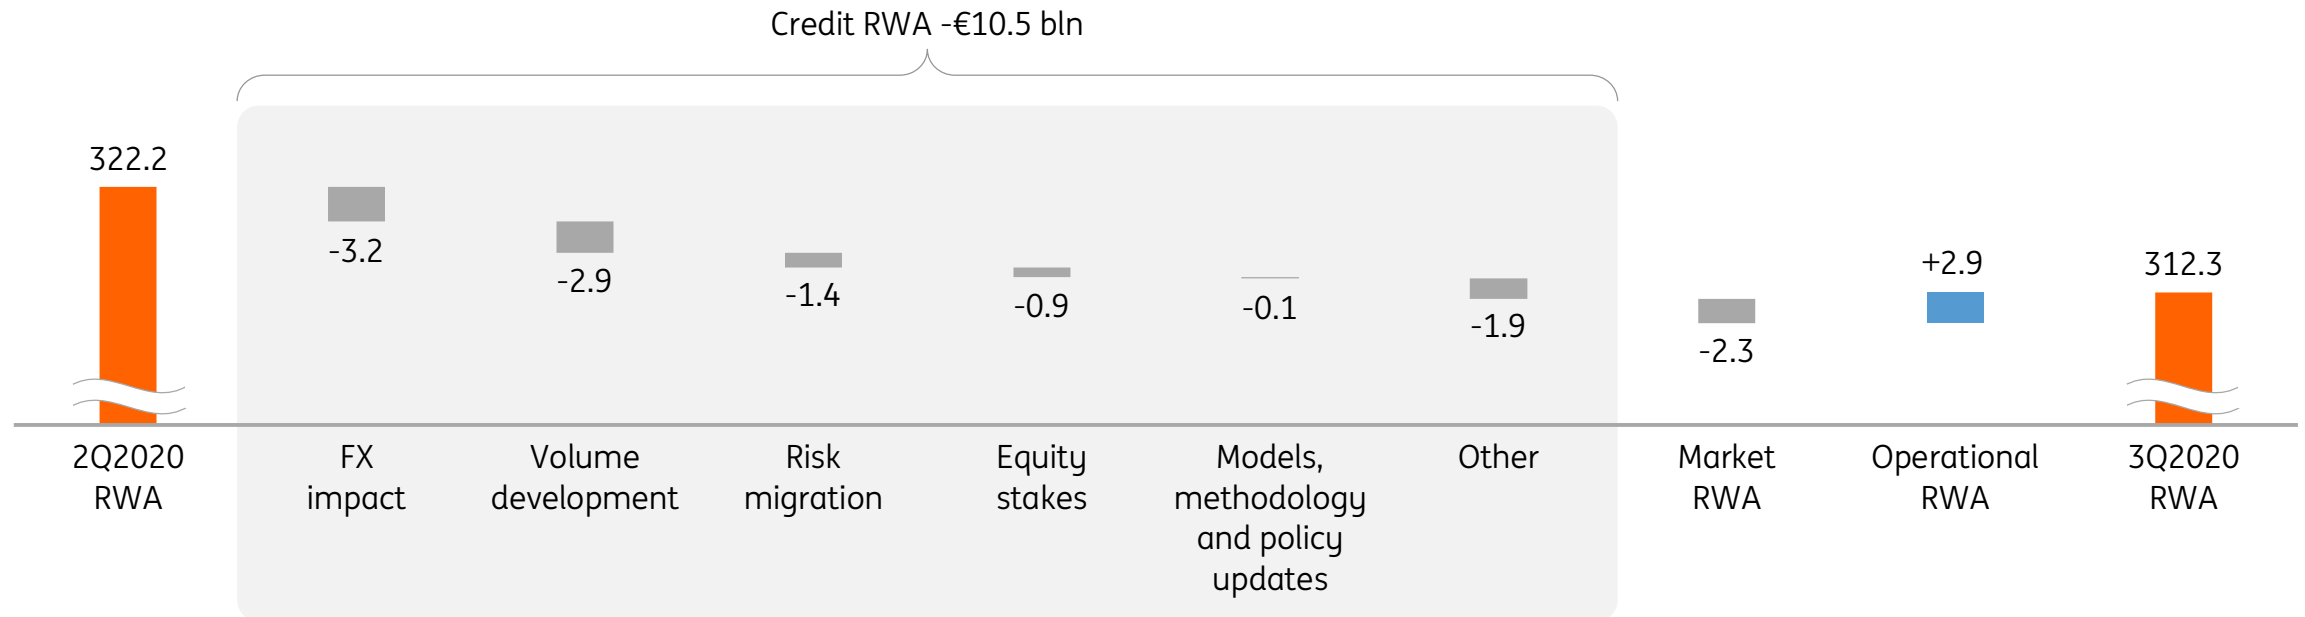 Credit RWA -€10.5 bln
322.2
-3.2
-2.9
-1.4
-0.9
-0.1
-1.9
-2.3
+2.9
312.3
2Q2020
RWA
FX
impact
Volume
development
Risk
migration
Equity
stakes
Models,
methodology
and policy
updates
Other
Market
RWA
Operational
RWA
3Q2020
RWA